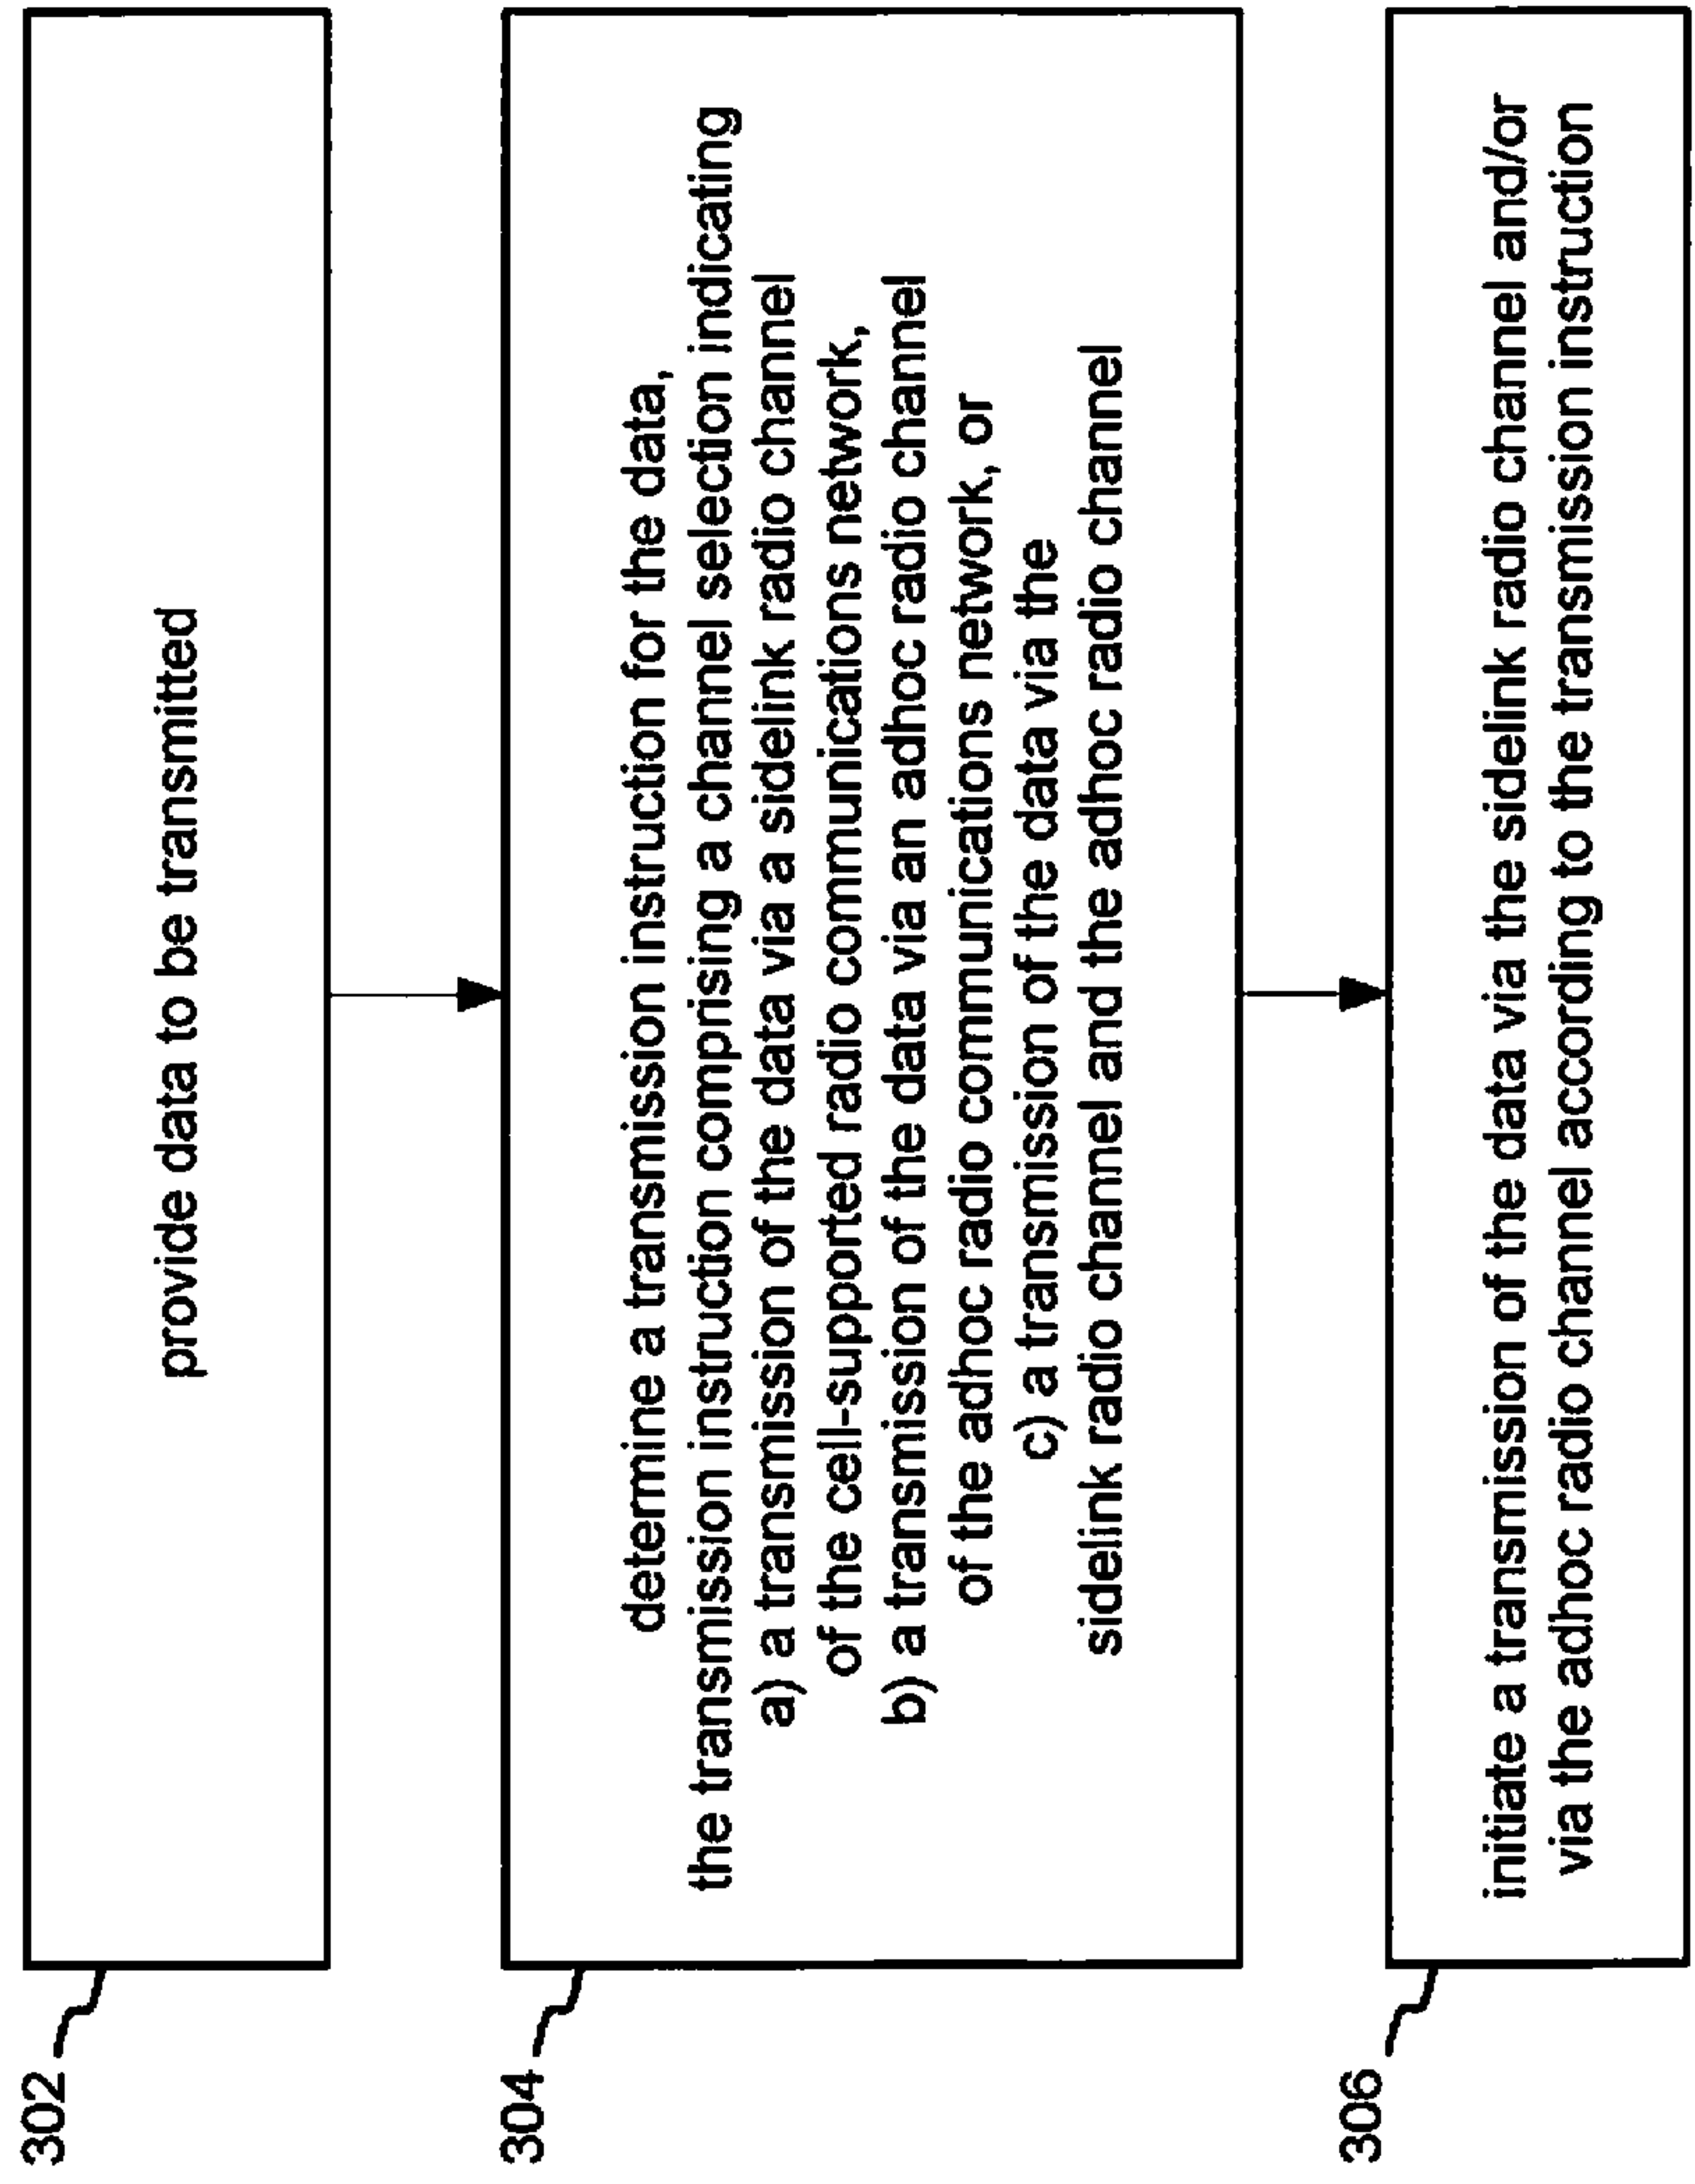 302
provide data to be transmitted
304
determine a transmission instruction for the data,
the transmission instruction comprising a channel selection indicating
a) a transmission of the data via a sidelink radio channel
of the cell-supported radio communications network,
b) a transmission of the data via an adhoc radio channel
of the adhoc radio communications network, or
c) a transmission of the data via the
sidelink radio channel and the adhoc radio channel
306
initiate a transmission of the data via the sidelink radio channel and/or
via the adhoc radio channel according to the transmission instruction